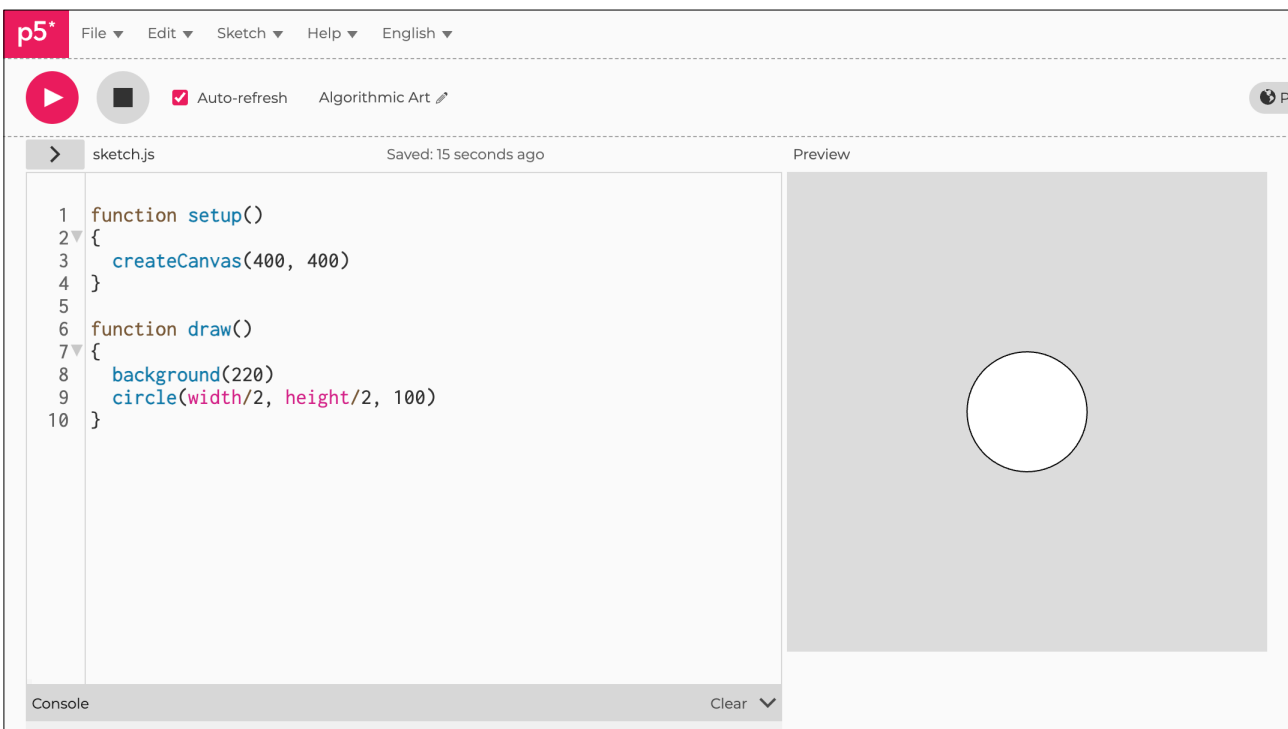 p5* File Edit Sketch Help English
Auto-refresh Algorithmic Art P
sketch.js Saved: 15 seconds ago Preview
1 function setup()
2 {
3 createCanvas(400, 400)
4 }
5
6 function draw()
7 {
8 background(220)
9 circle(width/2, height/2, 100)
10 }
Console Clear